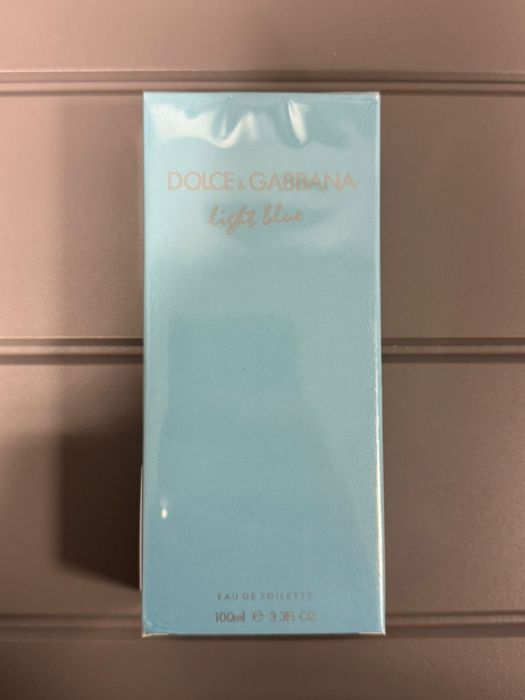 DOLCE & GABBANA
light blue
EAU DE TOILETTE
100ml ℮ 3.3FL OZ.